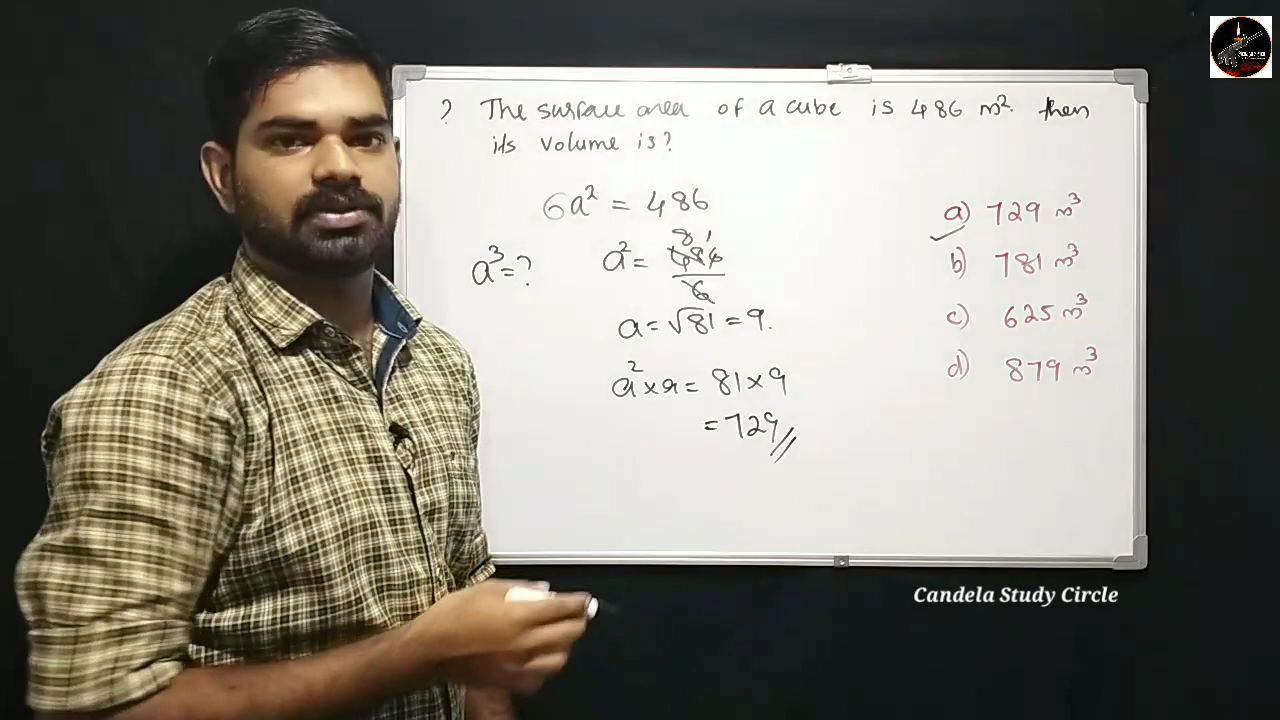 ? The surface area of a cube is 486 m². then
its volume is?
6a² = 486
a³ = ?
a² = 486/6 81
a = √81 = 9.
a² × a = 81 × 9
= 729
a) 729 m³
b) 781 m³
c) 625 m³
d) 879 m³
Candela Study Circle